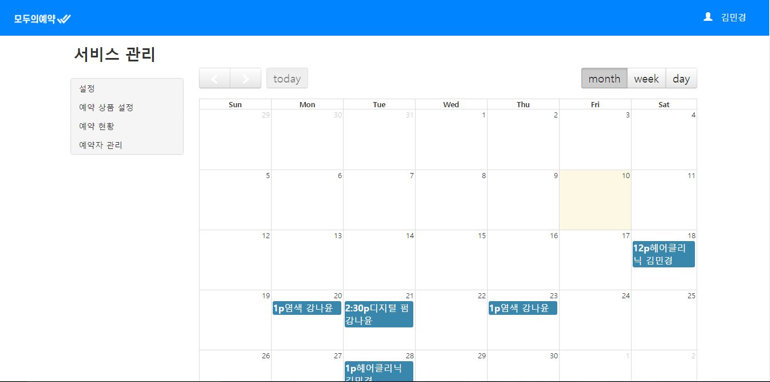 모두의예약
김민경
서비스 관리
설정
예약 상품 설정
예약 현황
예약자 관리
today
month week day
Sun Mon Tue Wed Thu Fri Sat
29 30 31 1 2 3 4
5 6 7 8 9 10 11
12 13 14 15 16 17 18
12p헤어클리
닉 김민경
19 20 21 22 23 24 25
1p염색 강나윤
2:30p디지털 펌
강나윤
1p염색 강나윤
26 27 28 29 30 1 2
1p헤어클리닉
김민경